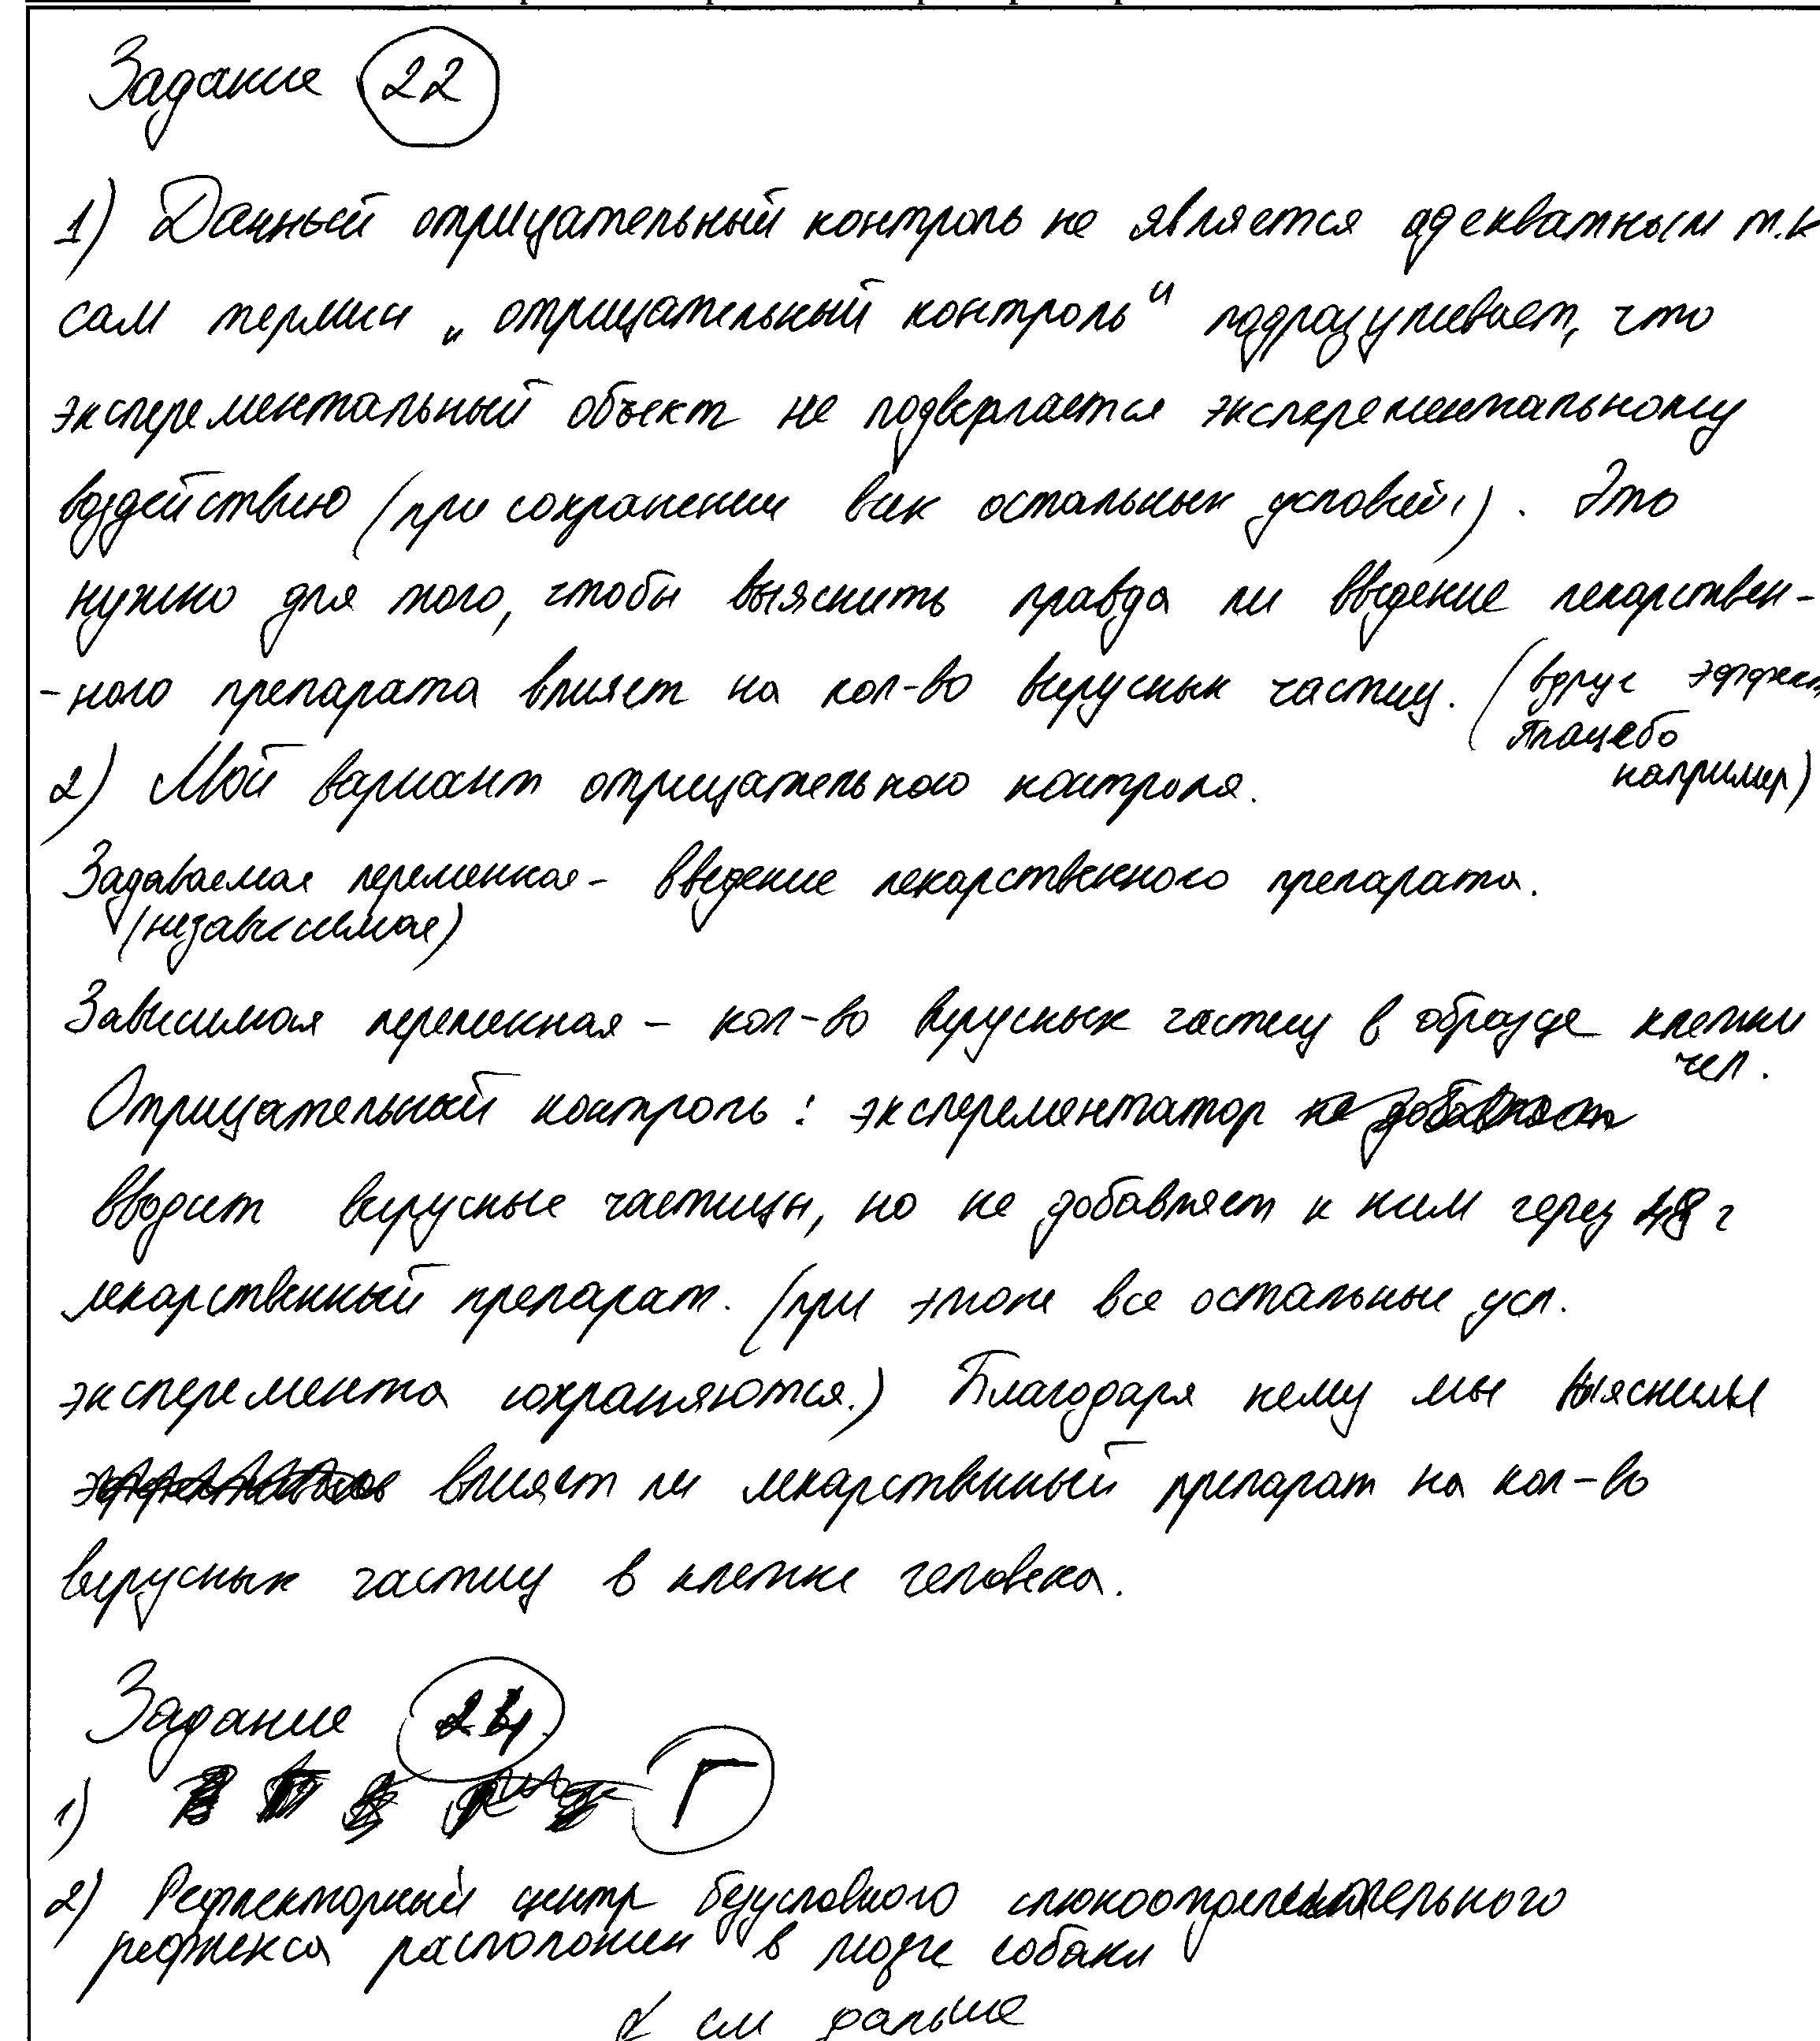 Задание 22
1) Данный отрицательный контроль не является адекватным т.к
сам термин „отрицательный контроль“ подразумевает, что
эксперементальный объект не подвергается эксперементальному
воздействию (при сохранении всех остальных условий). Это
нужно для того, чтобы выяснить правда ли введение лекарствен-
-ного препарата влияет на кол-во вирусных частиц. (вдруг эффект
плацебо
например)
2) Мой вариант отрицательного контроля.
Задаваемая переменная - введение лекарственного препарата.
(независимая)
Зависимая переменная - кол-во вирусных частиц в образце клетки
чел.
Отрицательный контроль: эксперементатор не добавляет
вводит вирусные частицы, но не добавляет к ним через 48 ч
лекарственный препарат. (при этом все остальные усл.
эксперемента сохраняются.) Благодаря чему мы выясним
влияет ли лекарственный препарат на кол-во
вирусных частиц в клетке человека.
Задание 24
1) Г
2) Рефлекторный центр безусловного слюноотделительного
рефлекса расположен в мозге собаки
см дальше